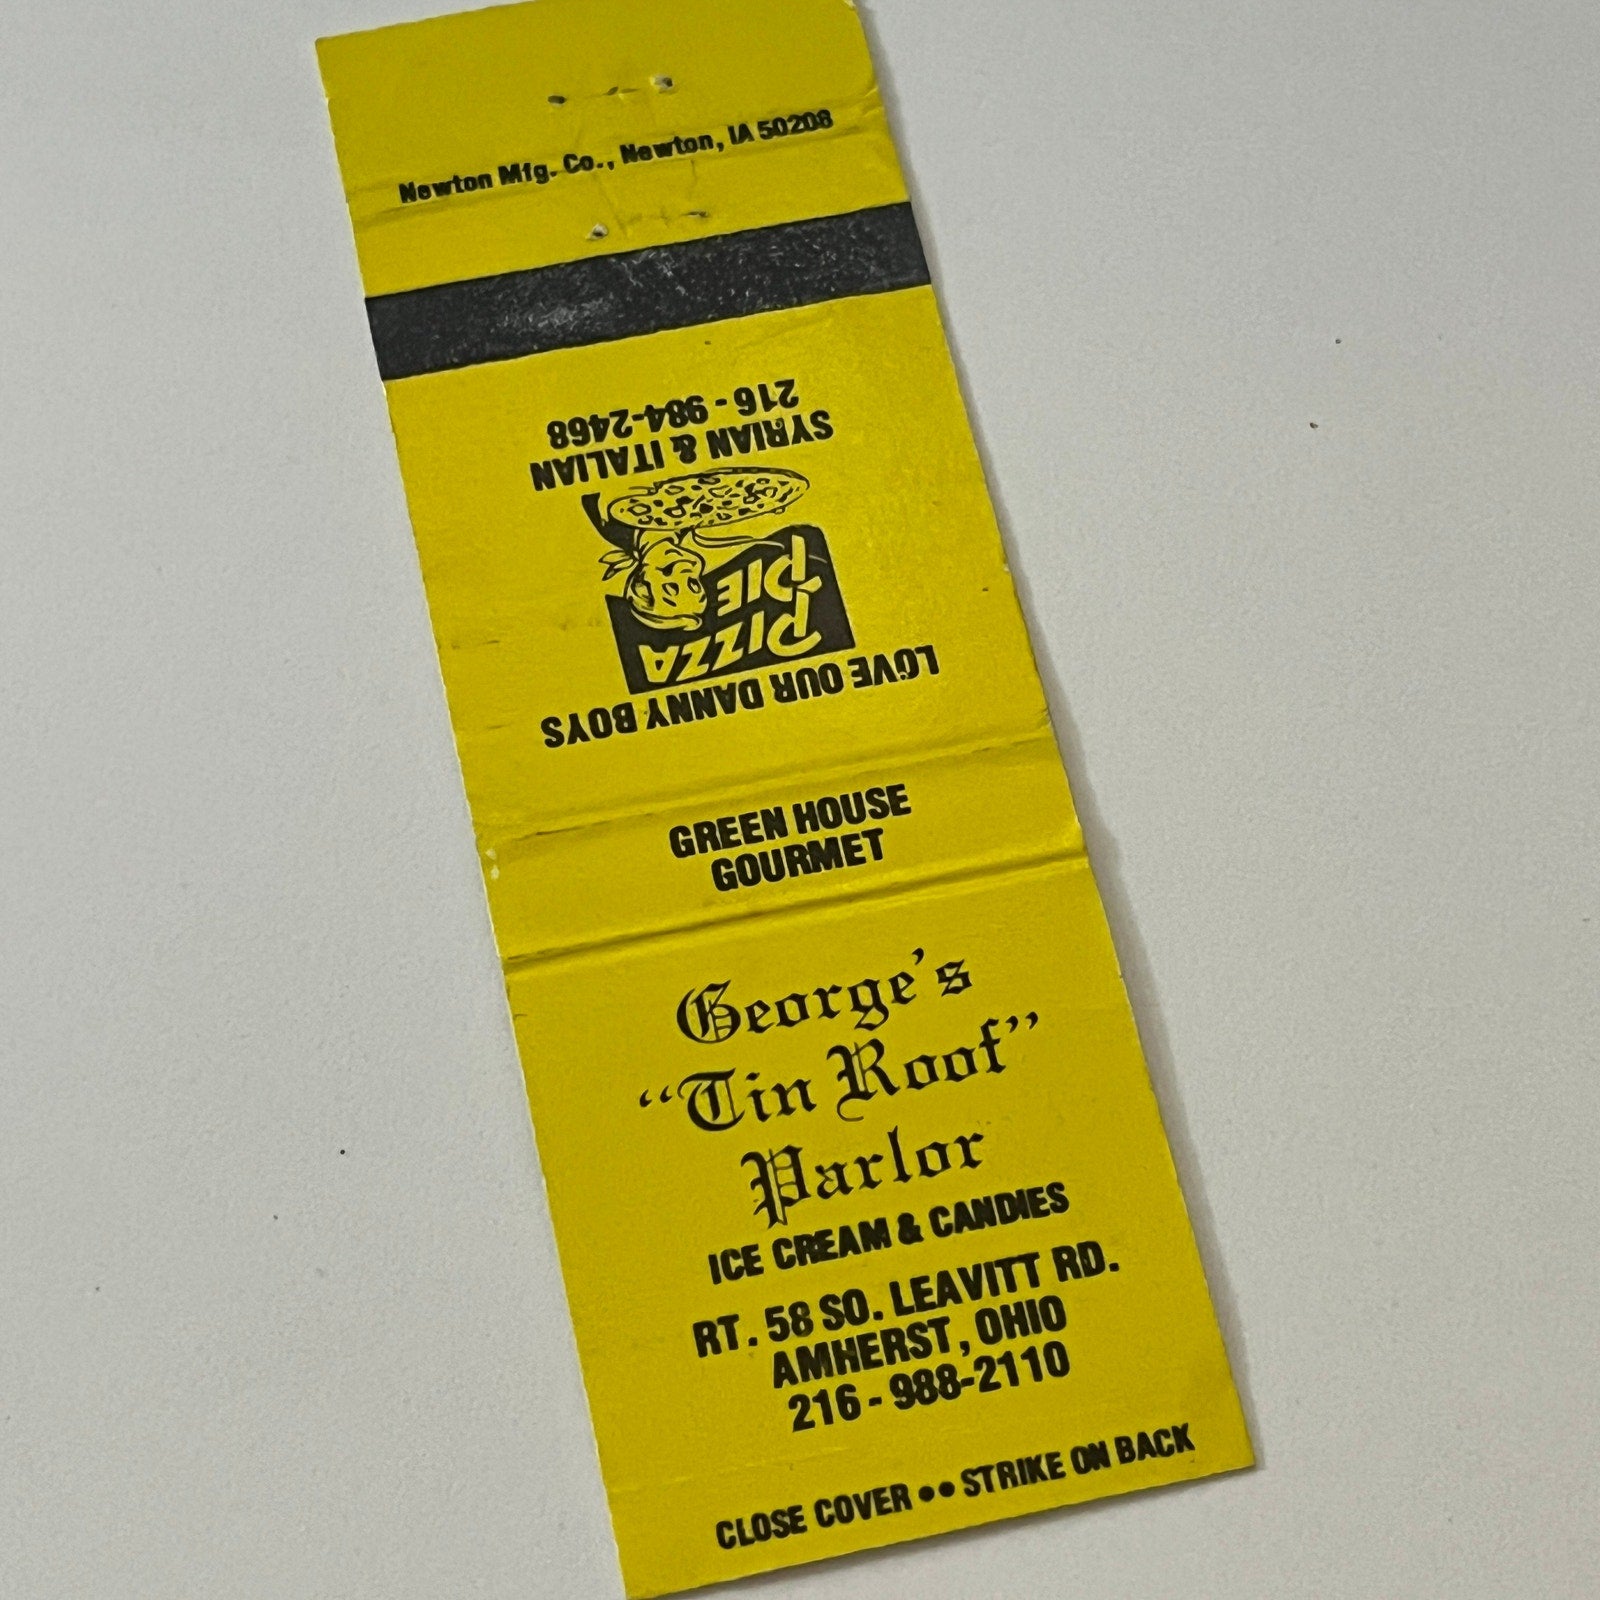 Newton Mfg. Co., Newton, IA 50208
LOVE OUR DANNY BOYS
PIZZA
PIE
SYRIAN & ITALIAN
216 - 984-2468
GREEN HOUSE
GOURMET
George's
“Tin Roof”
Parlor
ICE CREAM & CANDIES
RT. 58 SO. LEAVITT RD.
AMHERST, OHIO
216 - 988-2110
CLOSE COVER •• STRIKE ON BACK